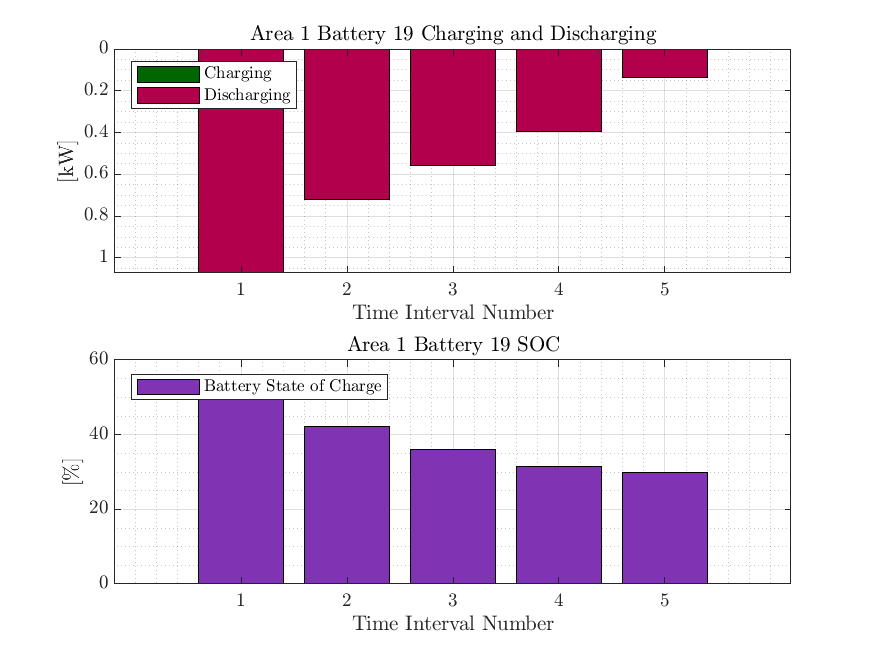 Area 1 Battery 19 Charging and Discharging
0
0.2
0.4
0.6
0.8
1
[kW]
Charging
Discharging
1 2 3 4 5
Time Interval Number
Area 1 Battery 19 SOC
60
40
20
0
[%]
Battery State of Charge
1 2 3 4 5
Time Interval Number